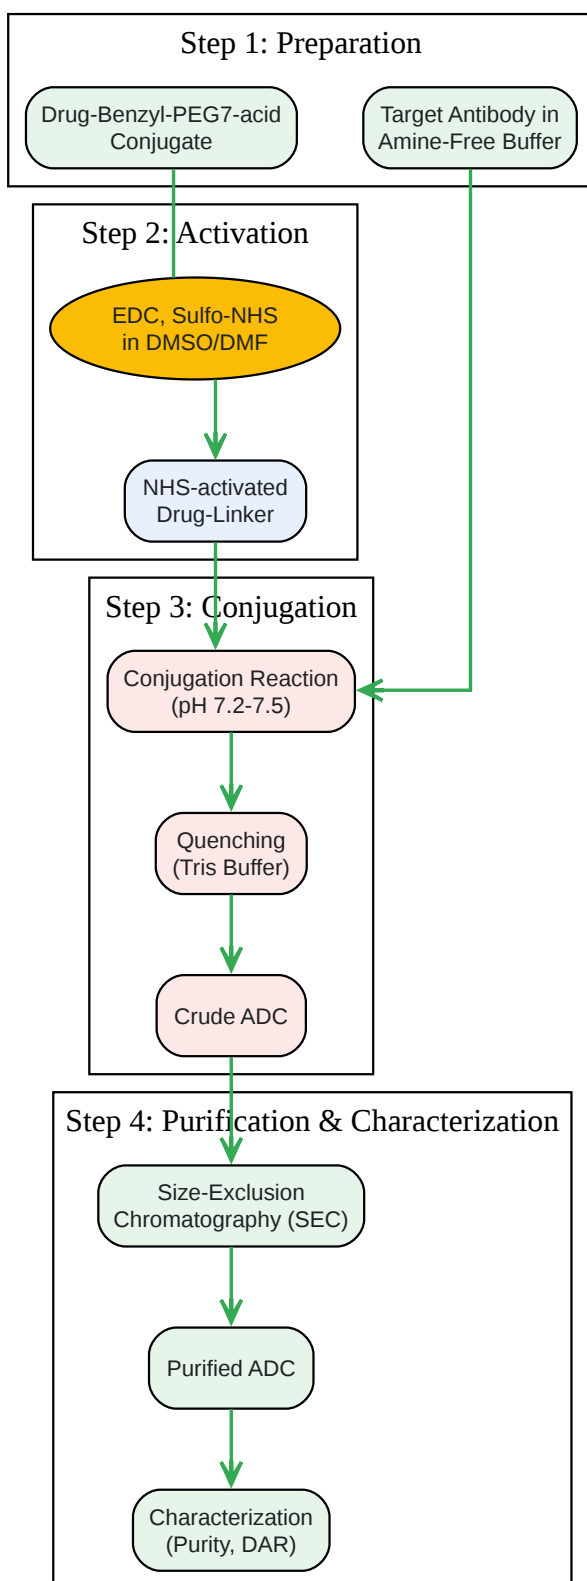 Step 1: Preparation
Drug-Benzyl-PEG7-acid
Conjugate
Target Antibody in
Amine-Free Buffer
Step 2: Activation
EDC, Sulfo-NHS
in DMSO/DMF
NHS-activated
Drug-Linker
Step 3: Conjugation
Conjugation Reaction
(pH 7.2-7.5)
Quenching
(Tris Buffer)
Crude ADC
Step 4: Purification & Characterization
Size-Exclusion
Chromatography (SEC)
Purified ADC
Characterization
(Purity, DAR)